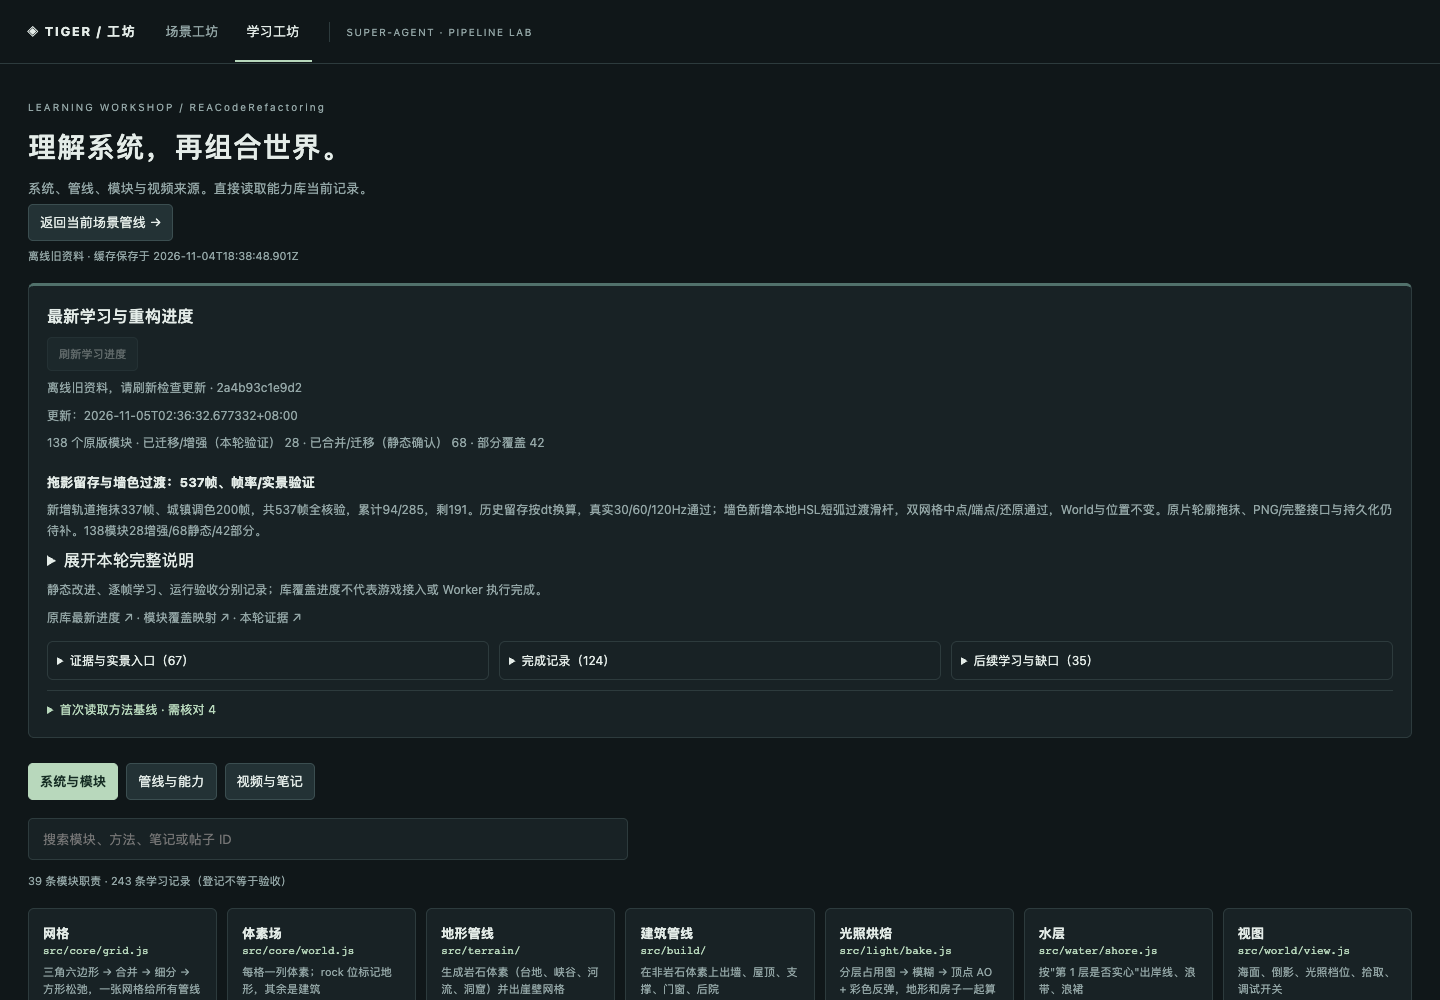 ◈ TIGER / 工坊 场景工坊 学习工坊 SUPER-AGENT · PIPELINE LAB
LEARNING WORKSHOP / REACodeRefactoring
理解系统，再组合世界。
系统、管线、模块与视频来源。直接读取能力库当前记录。
返回当前场景管线 →
离线旧资料 · 缓存保存于 2026-11-04T18:38:48.901Z
最新学习与重构进度
刷新学习进度
离线旧资料，请刷新检查更新 · 2a4b93c1e9d2
更新：2026-11-05T02:36:32.677332+08:00
138 个原版模块 · 已迁移/增强（本轮验证） 28 · 已合并/迁移（静态确认） 68 · 部分覆盖 42
拖影留存与墙色过渡：537帧、帧率/实景验证
新增轨道拖抹337帧、城镇调色200帧，共537帧全核验，累计94/285，剩191。历史留存按dt换算，真实30/60/120Hz通过；墙色新增本地HSL短弧过渡滑杆，双网格中点/端点/还原通过，World与位置不变。原片轮廓拖抹、PNG/完整接口与持久化仍
待补。138模块28增强/68静态/42部分。
▶ 展开本轮完整说明
静态改进、逐帧学习、运行验收分别记录；库覆盖进度不代表游戏接入或 Worker 执行完成。
原库最新进度 ↗ · 模块覆盖映射 ↗ · 本轮证据 ↗
▶ 证据与实景入口（67） ▶ 完成记录（124） ▶ 后续学习与缺口（35）
▶ 首次读取方法基线 · 需核对 4
系统与模块 管线与能力 视频与笔记
搜索模块、方法、笔记或帖子 ID
39 条模块职责 · 243 条学习记录（登记不等于验收）
网格
src/core/grid.js
三角六边形 → 合并 → 细分 →
方形松弛，一张网格给所有管线
体素场
src/core/world.js
每格一列体素；rock 位标记地
形，其余是建筑
地形管线
src/terrain/
生成岩石体素（台地、峡谷、河
流、洞窟）并出崖壁网格
建筑管线
src/build/
在非岩石体素上出墙、屋顶、支
撑、门窗、后院
光照烘焙
src/light/bake.js
分层占用图 → 模糊 → 顶点 AO
+ 彩色反弹，地形和房子一起算
水层
src/water/shore.js
按"第 1 层是否实心"出岸线、浪
带、浪裙
视图
src/world/view.js
海面、倒影、光照档位、拾取、
调试开关